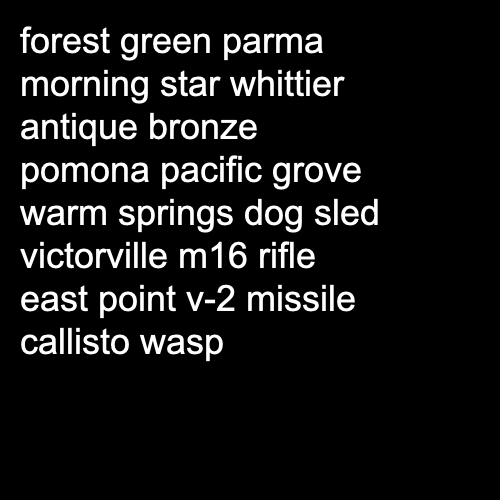 forest green parma
morning star whittier
antique bronze
pomona pacific grove
warm springs dog sled
victorville m16 rifle
east point v-2 missile
callisto wasp